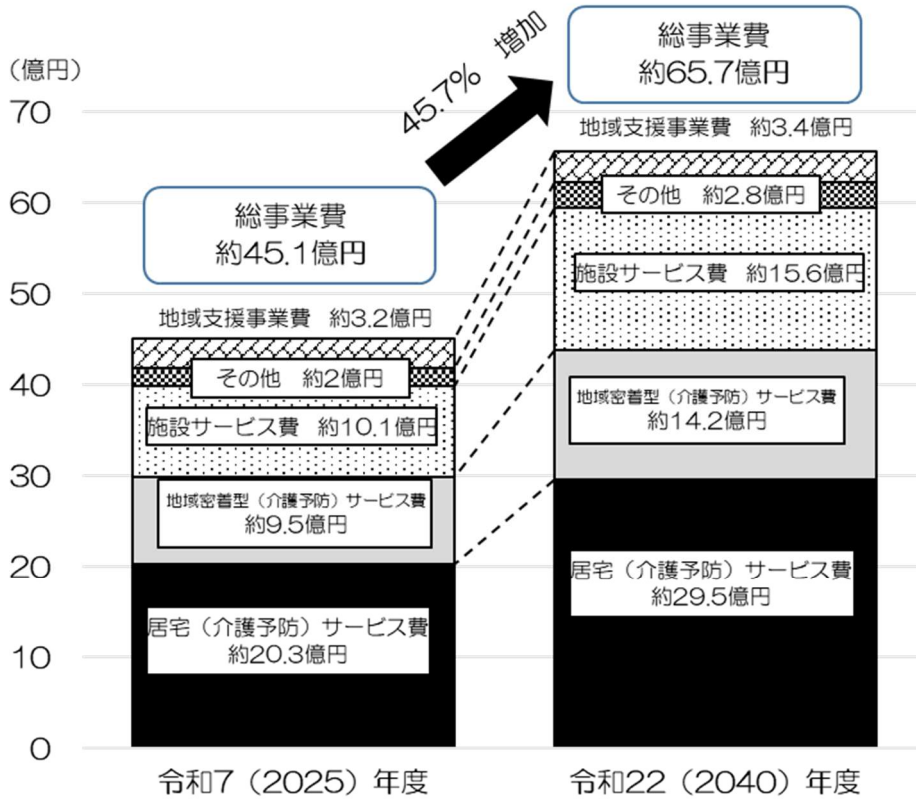 (億円)
70
60
50
40
30
20
10
0
45.7% 増加
総事業費
約45.1億円
地域支援事業費 約3.2億円
その他 約2億円
施設サービス費 約10.1億円
地域密着型（介護予防）サービス費
約9.5億円
居宅（介護予防）サービス費
約20.3億円
令和7（2025）年度
総事業費
約65.7億円
地域支援事業費 約3.4億円
その他 約2.8億円
施設サービス費 約15.6億円
地域密着型（介護予防）サービス費
約14.2億円
居宅（介護予防）サービス費
約29.5億円
令和22（2040）年度